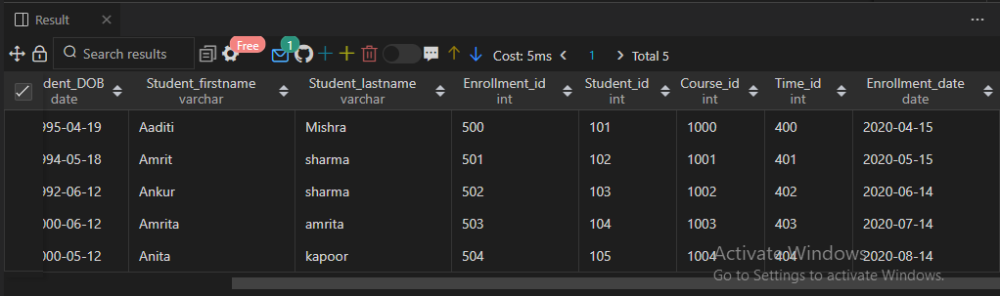 Result
Search results Free 1 Cost: 5ms 1 Total 5
dent_DOB Student_firstname Student_lastname Enrollment_id Student_id Course_id Time_id Enrollment_date
date varchar varchar int int int int date
995-04-19 Aaditi Mishra 500 101 1000 400 2020-04-15
994-05-18 Amrit sharma 501 102 1001 401 2020-05-15
992-06-12 Ankur sharma 502 103 1002 402 2020-06-14
000-06-12 Amrita amrita 503 104 1003 403 2020-07-14
000-05-12 Anita kapoor 504 105 1004 404 2020-08-14
Activate Windows
Go to Settings to activate Windows.